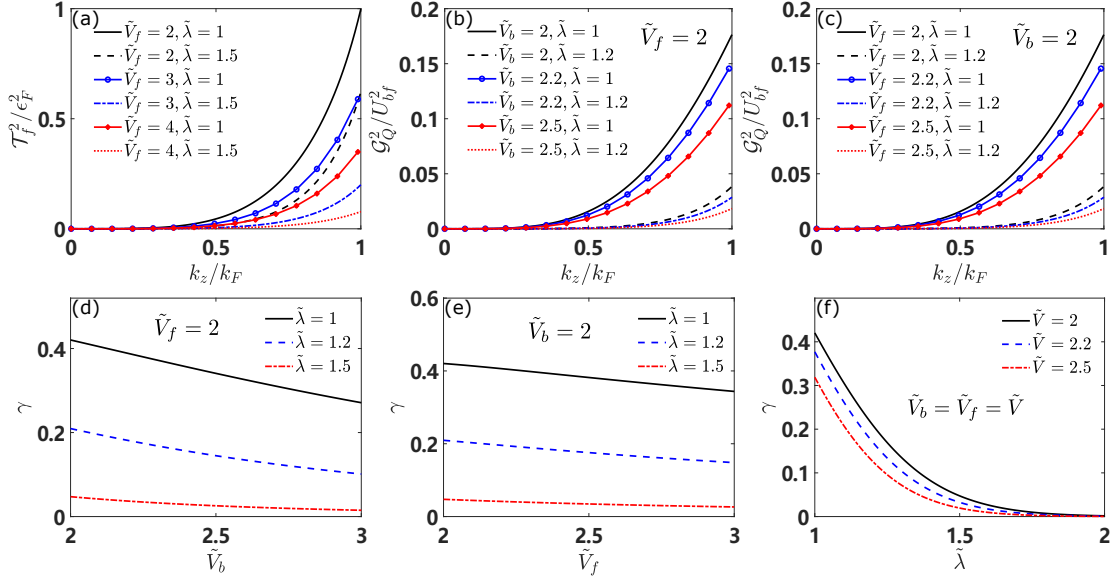 (a)
Ṽ_f = 2, λ̃ = 1
Ṽ_f = 2, λ̃ = 1.5
Ṽ_f = 3, λ̃ = 1
Ṽ_f = 3, λ̃ = 1.5
Ṽ_f = 4, λ̃ = 1
Ṽ_f = 4, λ̃ = 1.5
𝒯_f^2/ϵ_F^2
1
0.5
0
0
0.5
1
k_z/k_F
(b)
Ṽ_b = 2, λ̃ = 1
Ṽ_b = 2, λ̃ = 1.2
Ṽ_b = 2.2, λ̃ = 1
Ṽ_b = 2.2, λ̃ = 1.2
Ṽ_b = 2.5, λ̃ = 1
Ṽ_b = 2.5, λ̃ = 1.2
Ṽ_f = 2
𝒢_Q^2/U_{bf}^2
0.20
0.15
0.1
0.05
0
0
0.5
1
k_z/k_F
(c)
Ṽ_f = 2, λ̃ = 1
Ṽ_f = 2, λ̃ = 1.2
Ṽ_f = 2.2, λ̃ = 1
Ṽ_f = 2.2, λ̃ = 1.2
Ṽ_f = 2.5, λ̃ = 1
Ṽ_f = 2.5, λ̃ = 1.2
Ṽ_b = 2
𝒢_Q^2/U_{bf}^2
0.20
0.15
0.1
0.05
0
0
0.5
1
k_z/k_F
(d)
Ṽ_f = 2
λ̃ = 1
λ̃ = 1.2
λ̃ = 1.5
γ
0.4
0.2
0
2
2.5
3
Ṽ_b
(e)
Ṽ_b = 2
λ̃ = 1
λ̃ = 1.2
λ̃ = 1.5
γ
0.6
0.4
0.2
0
2
2.5
3
Ṽ_f
(f)
Ṽ = 2
Ṽ = 2.2
Ṽ = 2.5
Ṽ_b = Ṽ_f = Ṽ
γ
0.5
0.4
0.3
0.2
0.1
0
1
1.5
2
λ̃